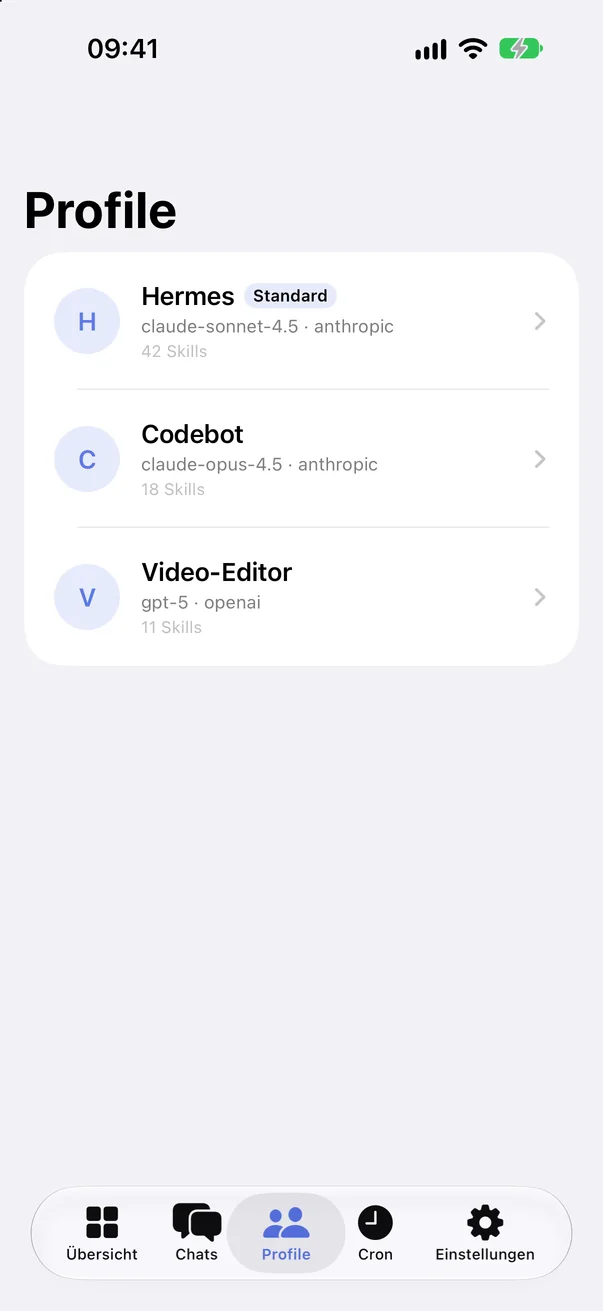 09:41
Profile
H
Hermes Standard
claude-sonnet-4.5 · anthropic
42 Skills
C
Codebot
claude-opus-4.5 · anthropic
18 Skills
V
Video-Editor
gpt-5 · openai
11 Skills
Übersicht Chats Profile Cron Einstellungen